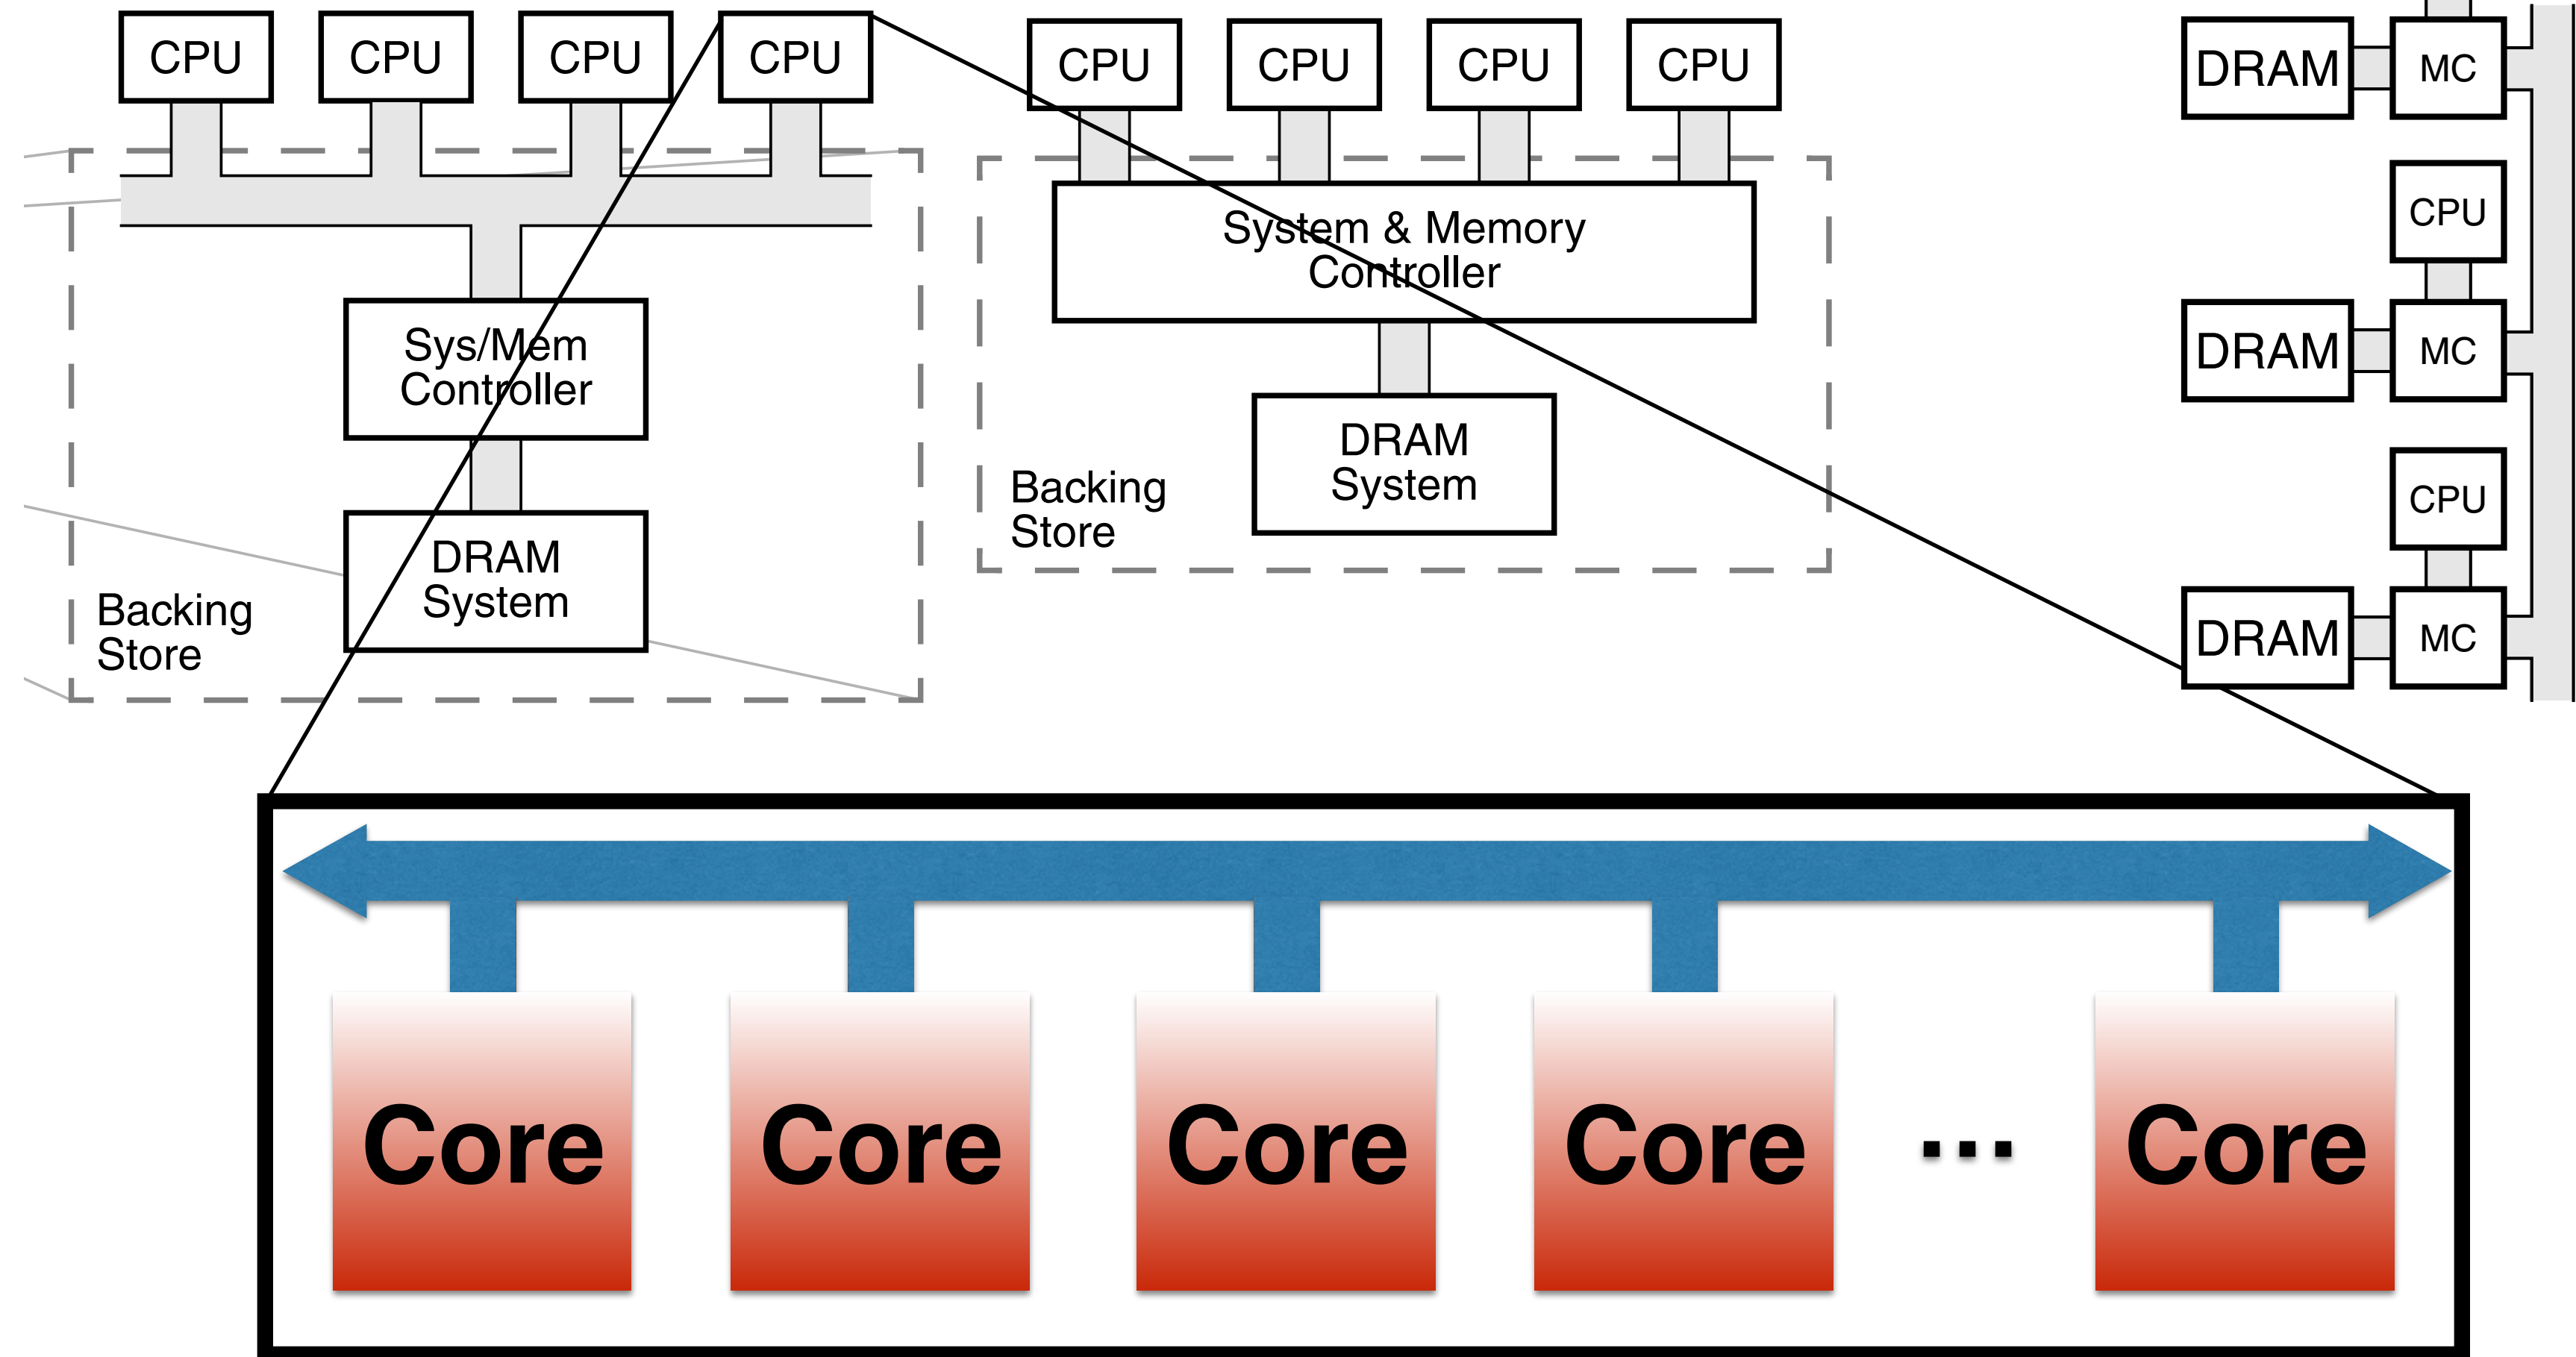 CPU
CPU
CPU
CPU
Sys/Mem
Controller
DRAM
System
Backing
Store
CPU
CPU
CPU
CPU
System & Memory
Controller
DRAM
System
Backing
Store
DRAM
MC
CPU
DRAM
MC
CPU
DRAM
MC
Core
Core
Core
Core
...
Core